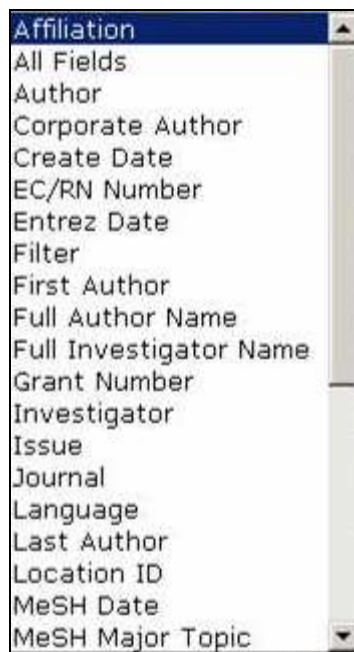 Affiliation
All Fields
Author
Corporate Author
Create Date
EC/RN Number
Entrez Date
Filter
First Author
Full Author Name
Full Investigator Name
Grant Number
Investigator
Issue
Journal
Language
Last Author
Location ID
MeSH Date
MeSH Major Topic